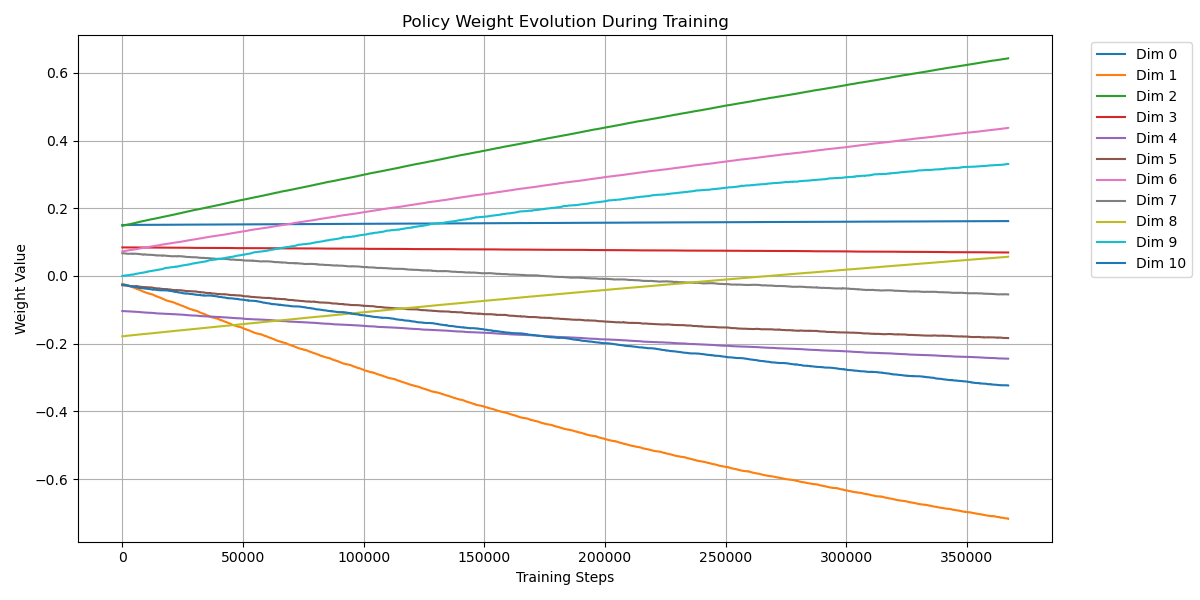 Policy Weight Evolution During Training
Weight Value
0.6
0.4
0.2
0.0
−0.2
−0.4
−0.6
0 50000 100000 150000 200000 250000 300000 350000
Training Steps
Dim 0
Dim 1
Dim 2
Dim 3
Dim 4
Dim 5
Dim 6
Dim 7
Dim 8
Dim 9
Dim 10